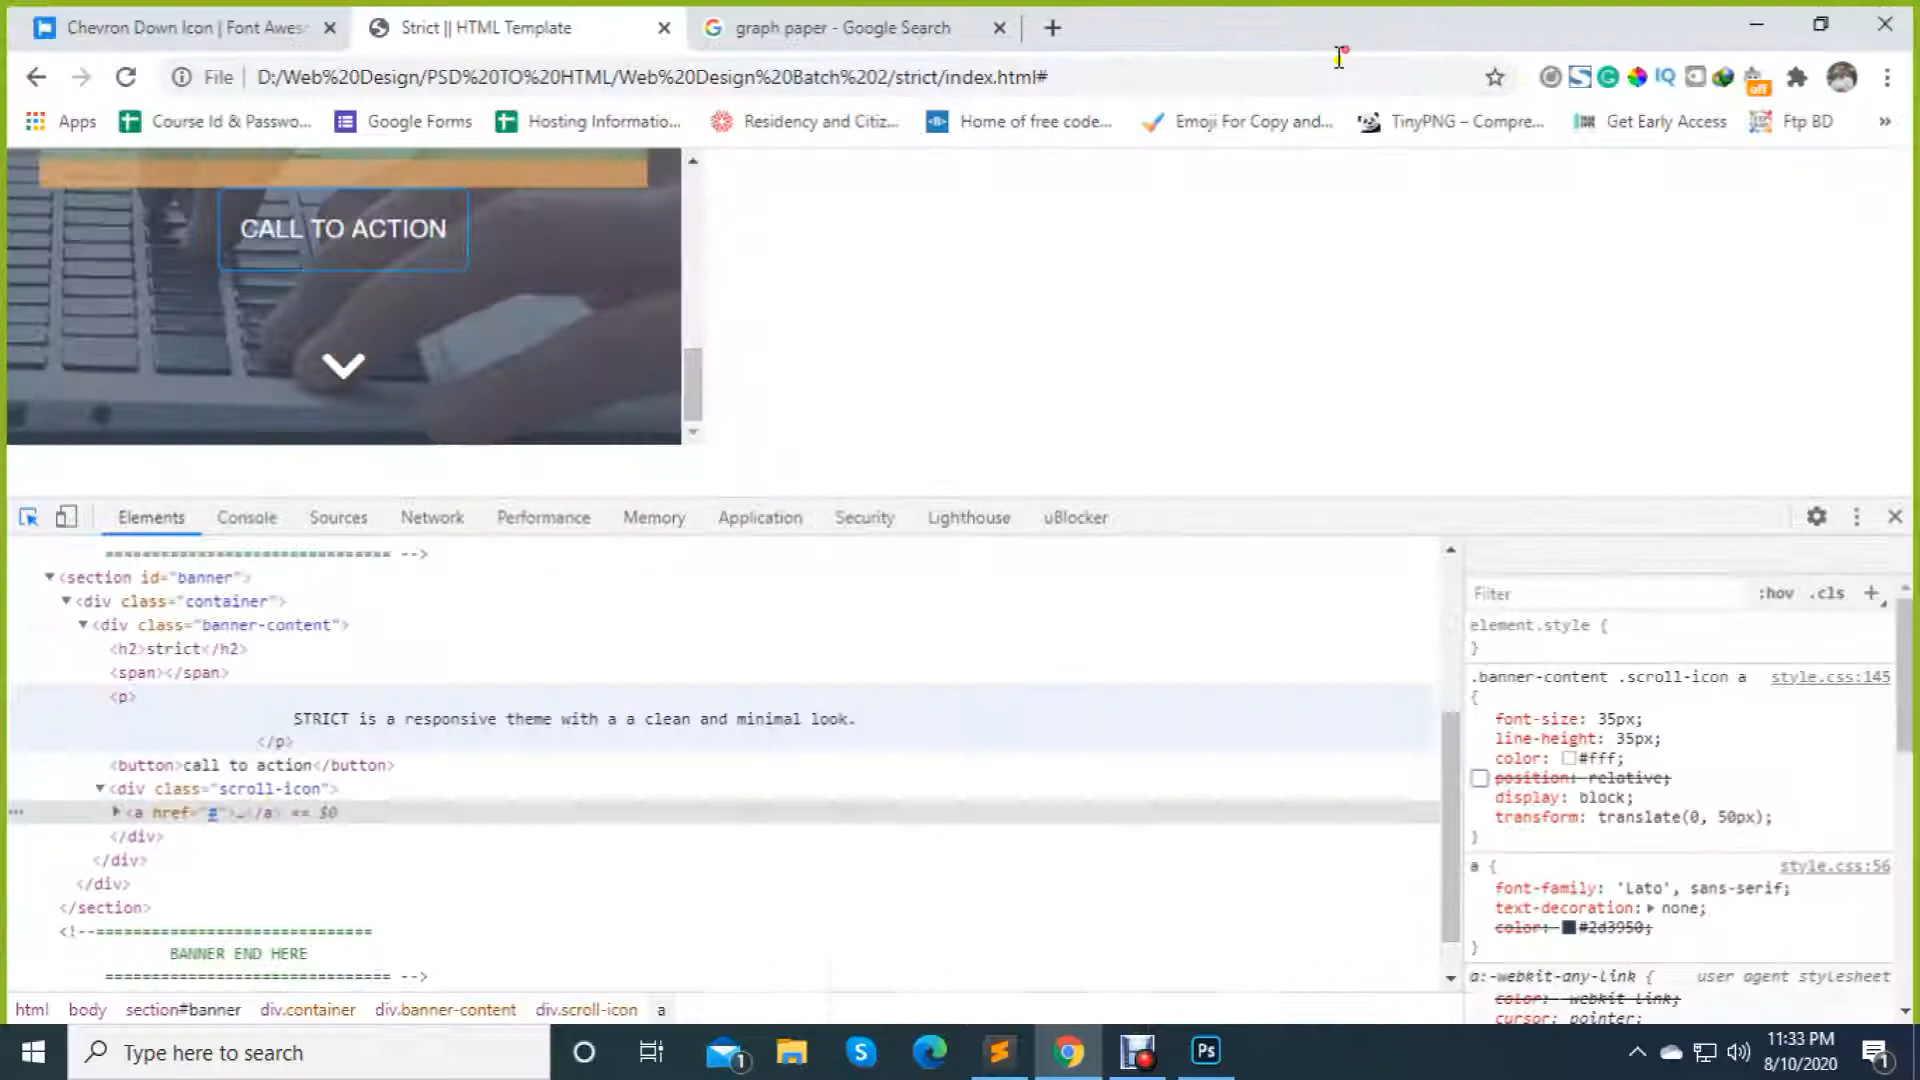 Chevron Down Icon | Font Awes
Strict || HTML Template
graph paper - Google Search
File
D:/Web%20Design/PSD%20TO%20HTML/Web%20Design%20Batch%202/strict/index.html#
IQ
off
Apps
Course Id & Passwo...
Google Forms
Hosting Informatio...
Residency and Citiz...
Home of free code...
Emoji For Copy and...
TinyPNG – Compre...
Get Early Access
Ftp BD
»
CALL TO ACTION
Elements
Console
Sources
Network
Performance
Memory
Application
Security
Lighthouse
uBlocker
============================== -->
<section id="banner">
<div class="container">
<div class="banner-content">
<h2>strict</h2>
<span></span>
<p>
STRICT is a responsive theme with a a clean and minimal look.
</p>
<button>call to action</button>
<div class="scroll-icon">
<a href="#">…</a> == $0
</div>
</div>
</div>
</section>
<!--==============================
BANNER END HERE
============================== -->
html body section#banner div.container div.banner-content div.scroll-icon a
Filter
:hov .cls +
element.style {
}
.banner-content .scroll-icon a style.css:145
{
font-size: 35px;
line-height: 35px;
color: #fff;
position: relative;
display: block;
transform: translate(0, 50px);
}
a { style.css:56
font-family: 'Lato', sans-serif;
text-decoration: none;
color: #2d3950;
}
a:-webkit-any-link { user agent stylesheet
color: -webkit-link;
cursor: pointer;
Type here to search
1
S
Ps
11:33 PM
8/10/2020
1